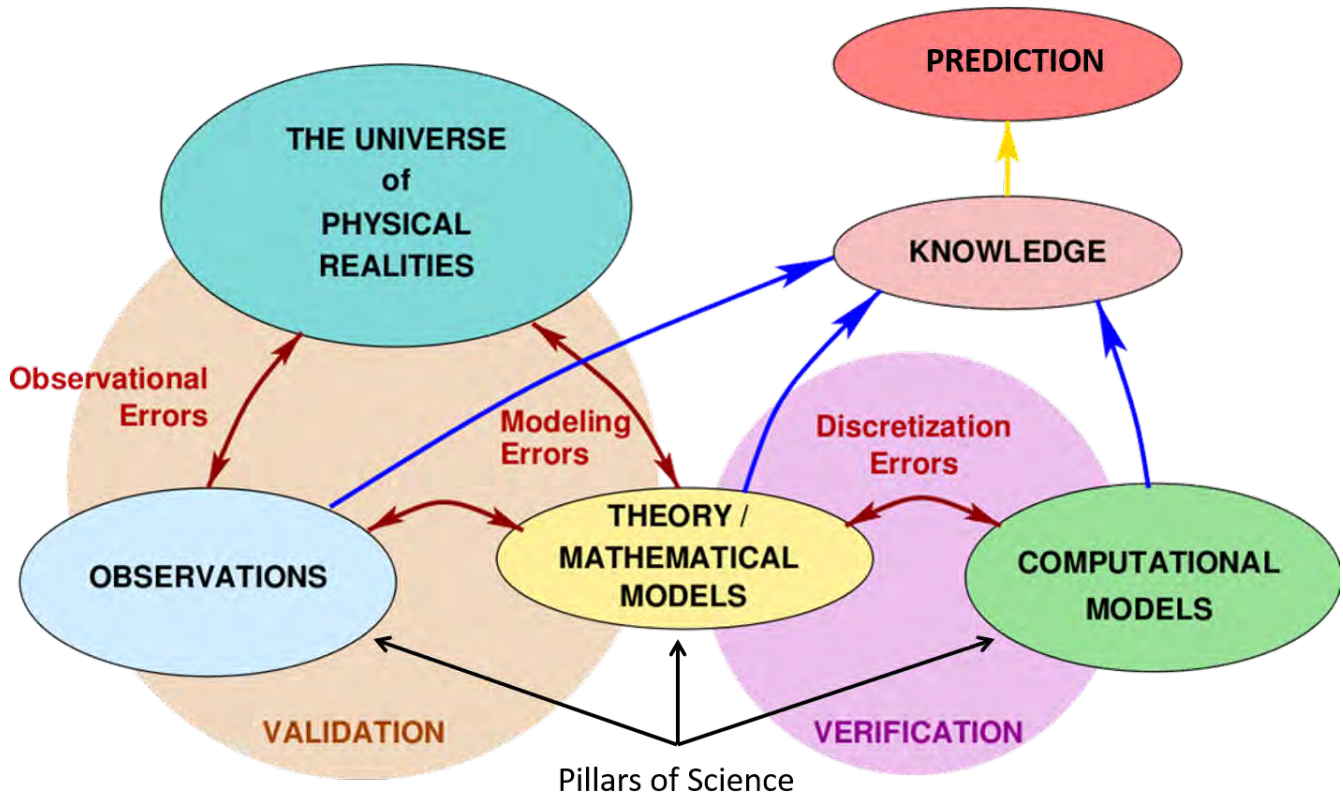 PREDICTION
THE UNIVERSE
of
PHYSICAL
REALITIES
KNOWLEDGE
Observational
Errors
Modeling
Errors
Discretization
Errors
OBSERVATIONS
THEORY /
MATHEMATICAL
MODELS
COMPUTATIONAL
MODELS
VALIDATION
VERIFICATION
Pillars of Science